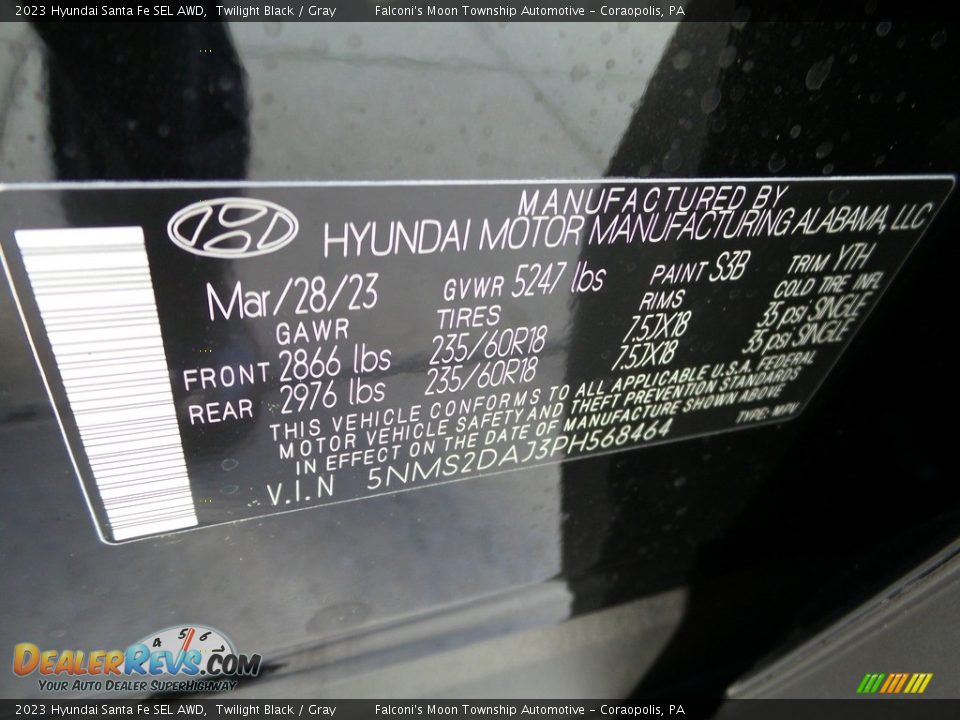 2023 Hyundai Santa Fe SEL AWD, Twilight Black / Gray Falconi's Moon Township Automotive - Coraopolis, PA
MANUFACTURED BY
HYUNDAI MOTOR MANUFACTURING ALABAMA, LLC
Mar/28/23 GVWR 5247 lbs PAINT S3B TRIM YTH
GAWR TIRES RIMS COLD TIRE INFL
FRONT 2866 lbs 235/60R18 7.5JX18 35 psi SINGLE
REAR 2976 lbs 235/60R18 7.5JX18 35 psi SINGLE
THIS VEHICLE CONFORMS TO ALL APPLICABLE U.S.A. FEDERAL
MOTOR VEHICLE SAFETY AND THEFT PREVENTION STANDARDS
IN EFFECT ON THE DATE OF MANUFACTURE SHOWN ABOVE
V.I.N 5NMS2DAJ3PH568464 TYPE: MPV
4 5 6
DEALERREVS.COM
YOUR AUTO DEALER SUPERHIGHWAY
2023 Hyundai Santa Fe SEL AWD, Twilight Black / Gray Falconi's Moon Township Automotive - Coraopolis, PA